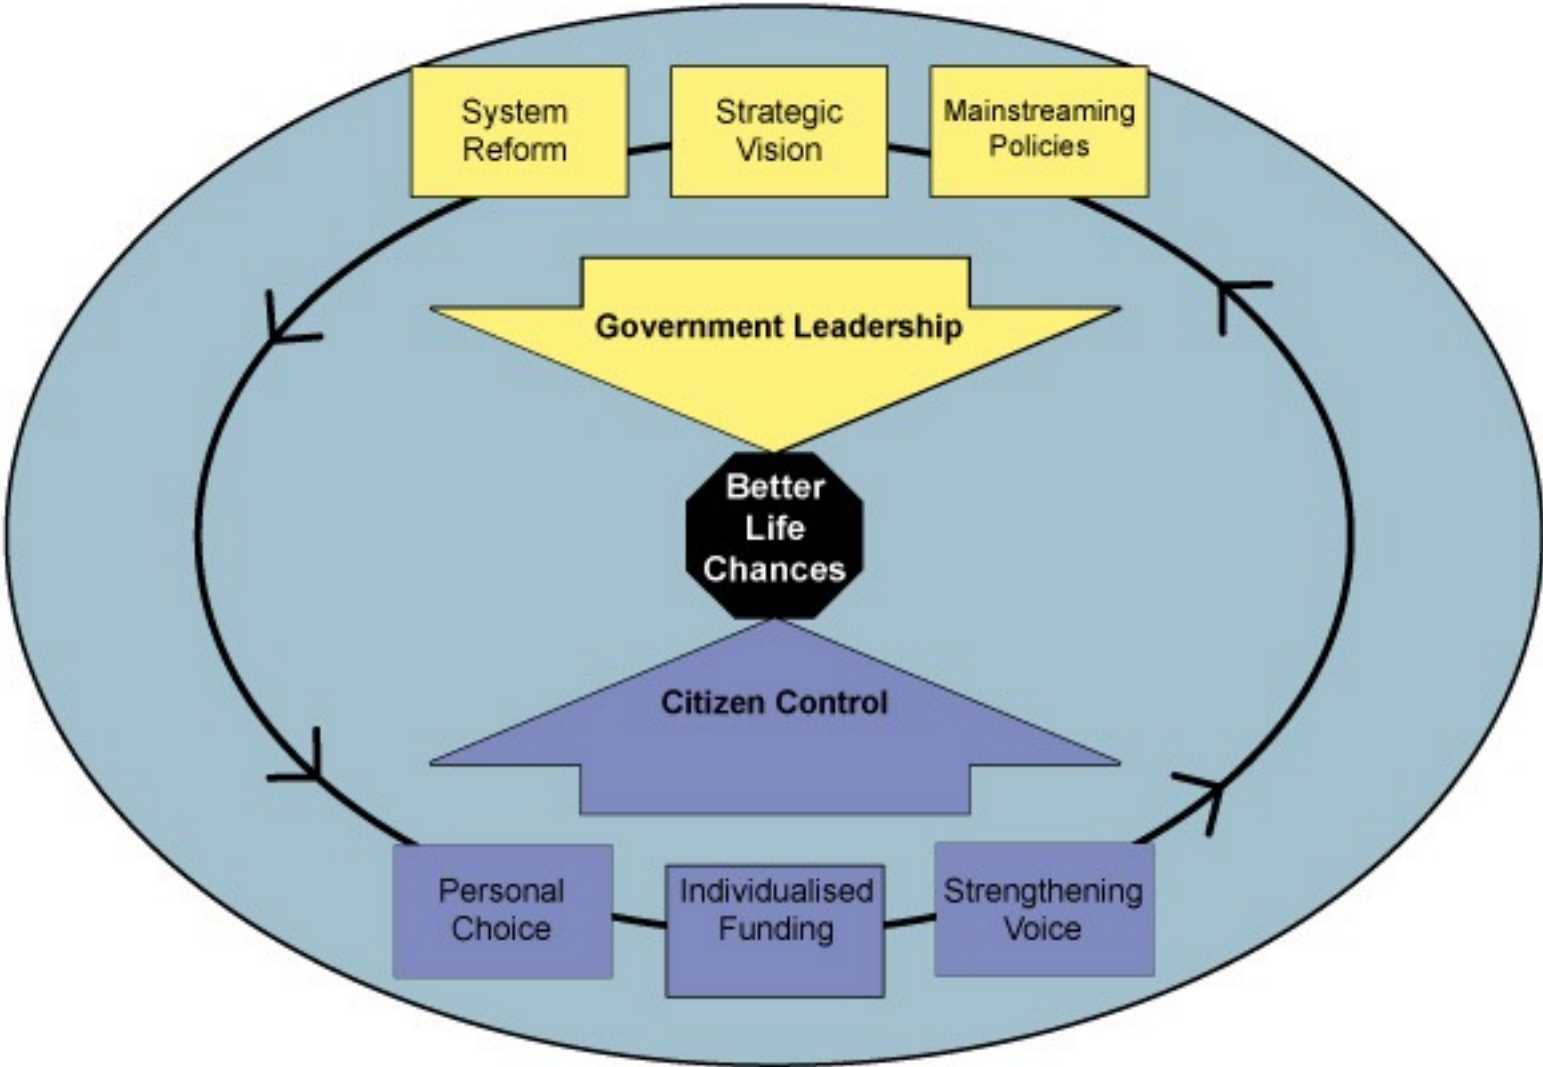 System
Reform
Strategic
Vision
Mainstreaming
Policies
Government Leadership
Better
Life
Chances
Citizen Control
Personal
Choice
Individualised
Funding
Strengthening
Voice